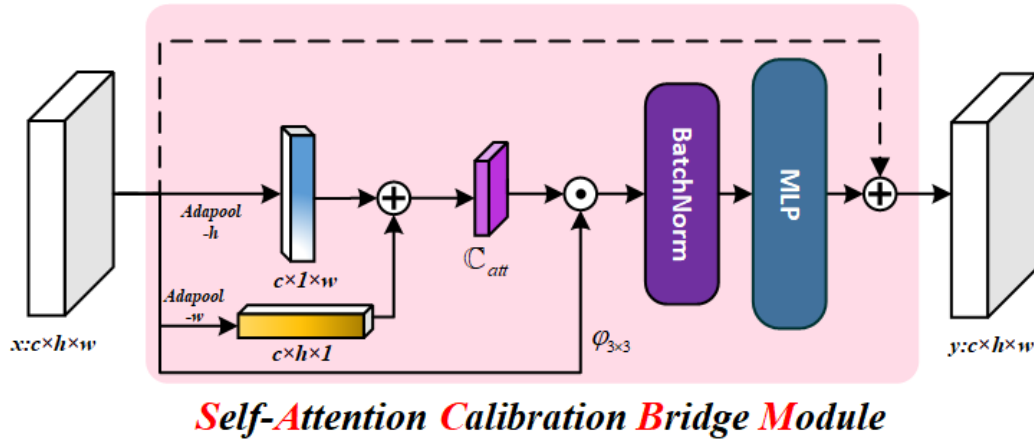 Adapool
-h
c×1×w
Adapool
-w
c×h×1
ℂatt
φ3×3
BatchNorm
MLP
x:c×h×w
y:c×h×w
Self-Attention Calibration Bridge Module